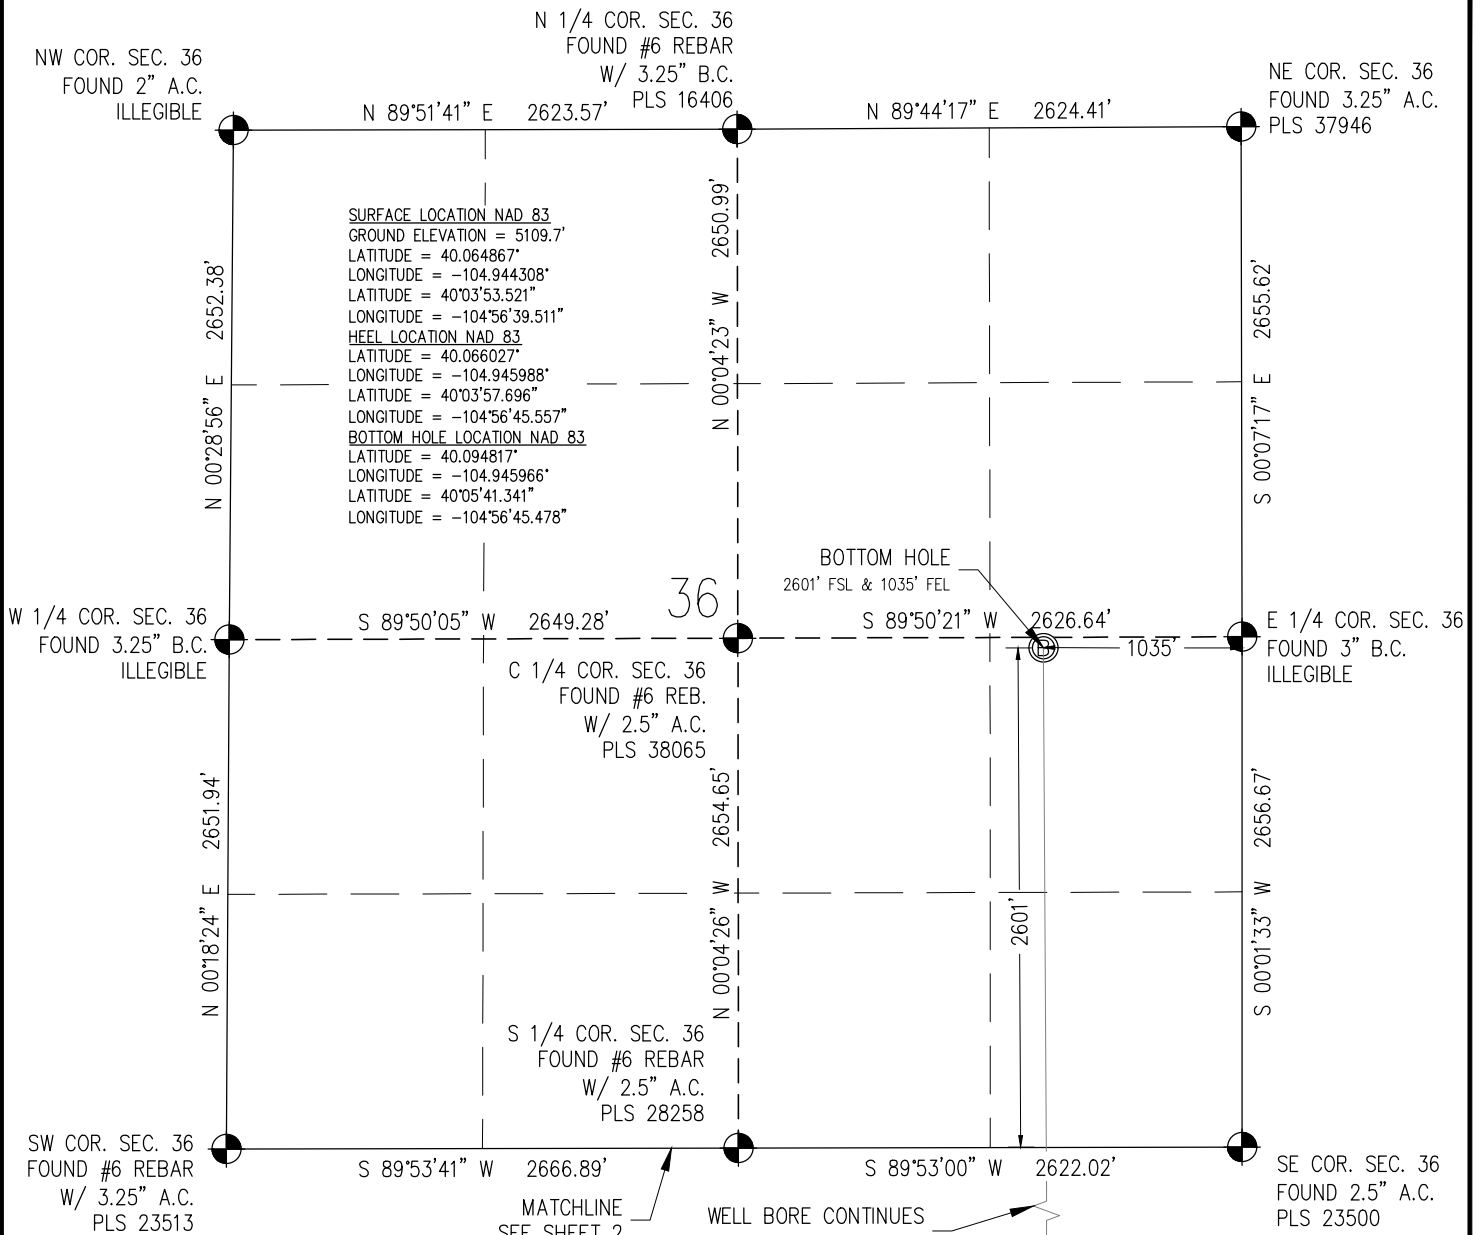 N 1/4 COR. SEC. 36
FOUND #6 REBAR
W/ 3.25" B.C.
PLS 16406
NW COR. SEC. 36
FOUND 2" A.C.
ILLEGIBLE
NE COR. SEC. 36
FOUND 3.25" A.C.
PLS 37946
N 89°51'41" E 2623.57'
N 89°44'17" E 2624.41'
SURFACE LOCATION NAD 83
GROUND ELEVATION = 5109.7'
LATITUDE = 40.064867°
LONGITUDE = -104.944308°
LATITUDE = 40°03'53.521"
LONGITUDE = -104°56'39.511"
HEEL LOCATION NAD 83
LATITUDE = 40.066027°
LONGITUDE = -104.945988°
LATITUDE = 40°03'57.696"
LONGITUDE = -104°56'45.557"
BOTTOM HOLE LOCATION NAD 83
LATITUDE = 40.094817°
LONGITUDE = -104.945966°
LATITUDE = 40°05'41.341"
LONGITUDE = -104°56'45.478"
N 00°28'56" E 2652.38'
N 00°04'23" W 2650.99'
S 00°07'17" E 2655.62'
BOTTOM HOLE
2601' FSL & 1035' FEL
36
W 1/4 COR. SEC. 36
FOUND 3.25" B.C.
ILLEGIBLE
S 89°50'05" W 2649.28'
S 89°50'21" W 2626.64'
E 1/4 COR. SEC. 36
FOUND 3" B.C.
ILLEGIBLE
B
1035'
C 1/4 COR. SEC. 36
FOUND #6 REB.
W/ 2.5" A.C.
PLS 38065
N 00°18'24" E 2651.94'
N 00°04'26" W 2654.65'
2601'
S 00°01'33" W 2656.67'
S 1/4 COR. SEC. 36
FOUND #6 REBAR
W/ 2.5" A.C.
PLS 28258
SW COR. SEC. 36
FOUND #6 REBAR
W/ 3.25" A.C.
PLS 23513
S 89°53'41" W 2666.89'
S 89°53'00" W 2622.02'
SE COR. SEC. 36
FOUND 2.5" A.C.
PLS 23500
MATCHLINE
SEE SHEET 2
WELL BORE CONTINUES